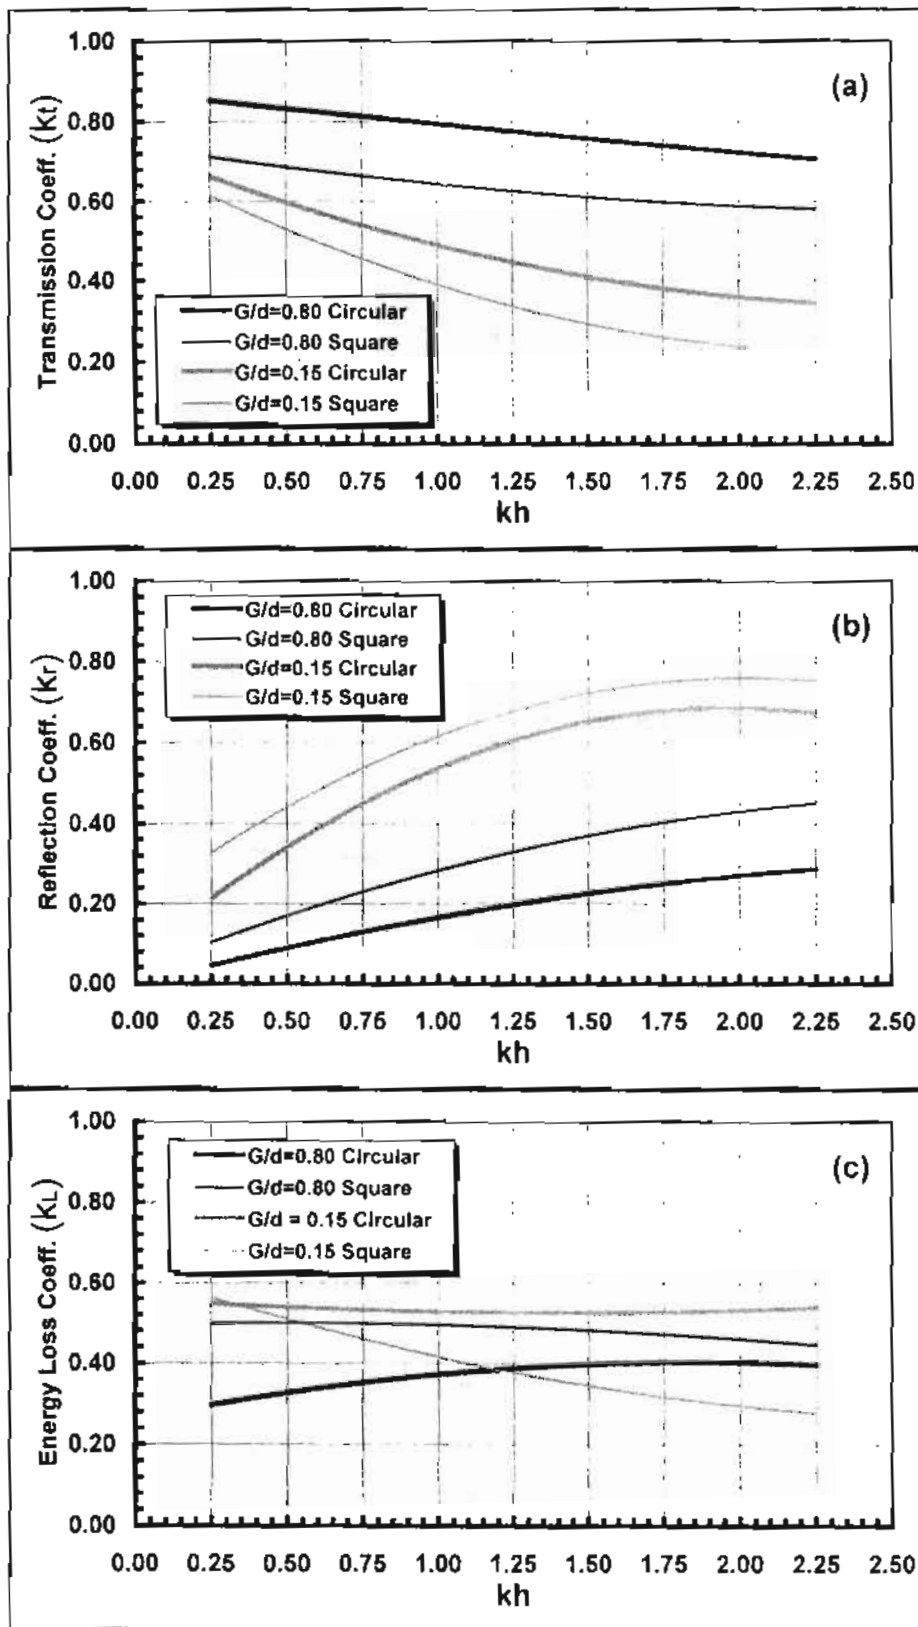 1.00
(a)
0.80
0.60
0.40
0.20
0.00
Transmission Coeff. (kt)
G/d=0.80 Circular
G/d=0.80 Square
G/d=0.15 Circular
G/d=0.15 Square
0.00 0.25 0.50 0.75 1.00 1.25 1.50 1.75 2.00 2.25 2.50
kh
1.00
(b)
0.80
0.60
0.40
0.20
0.00
Reflection Coeff. (kr)
G/d=0.80 Circular
G/d=0.80 Square
G/d=0.15 Circular
G/d=0.15 Square
0.00 0.25 0.50 0.75 1.00 1.25 1.50 1.75 2.00 2.25 2.50
kh
1.00
(c)
0.80
0.60
0.40
0.20
0.00
Energy Loss Coeff. (kL)
G/d=0.80 Circular
G/d=0.80 Square
G/d = 0.15 Circular
G/d=0.15 Square
0.00 0.25 0.50 0.75 1.00 1.25 1.50 1.75 2.00 2.25 2.50
kh